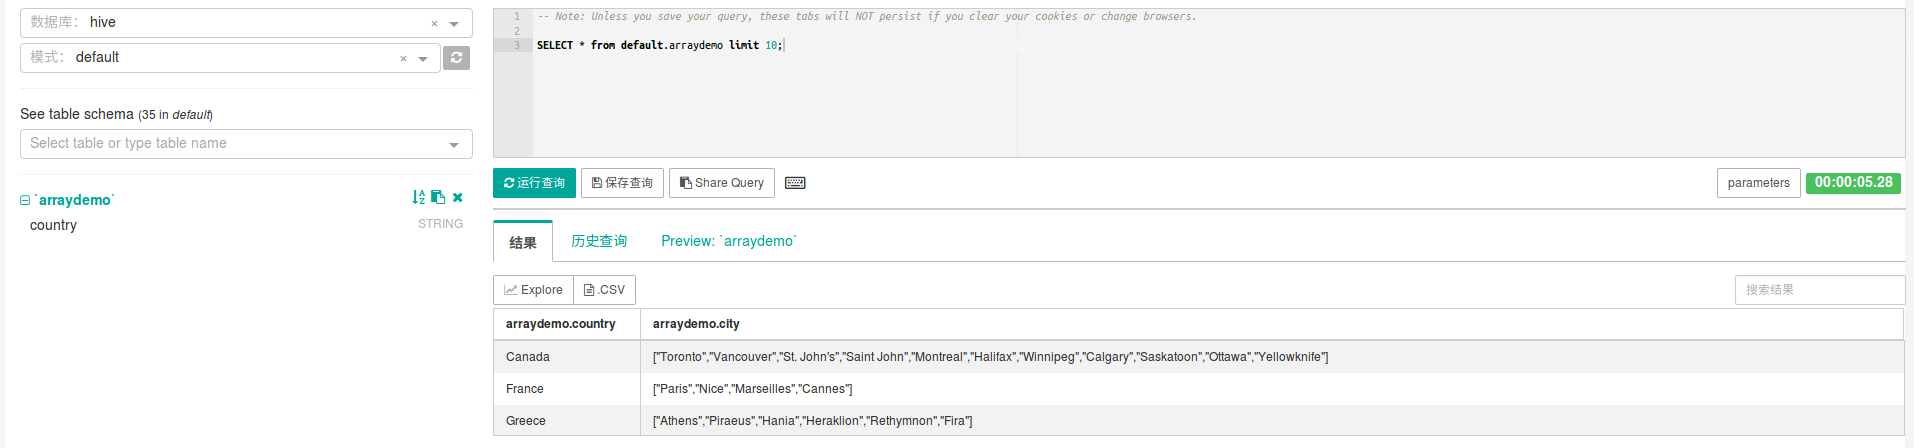 数据库： hive
模式： default
See table schema (35 in default)
Select table or type table name
`arraydemo`
country STRING
1 -- Note: Unless you save your query, these tabs will NOT persist if you clear your cookies or change browsers.
2
3 SELECT * from default.arraydemo limit 10;
运行查询 保存查询 Share Query parameters 00:00:05.28
结果 历史查询 Preview: `arraydemo`
Explore .CSV 搜索结果
arraydemo.country arraydemo.city
Canada ["Toronto","Vancouver","St. John's","Saint John","Montreal","Halifax","Winnipeg","Calgary","Saskatoon","Ottawa","Yellowknife"]
France ["Paris","Nice","Marseilles","Cannes"]
Greece ["Athens","Piraeus","Hania","Heraklion","Rethymnon","Fira"]